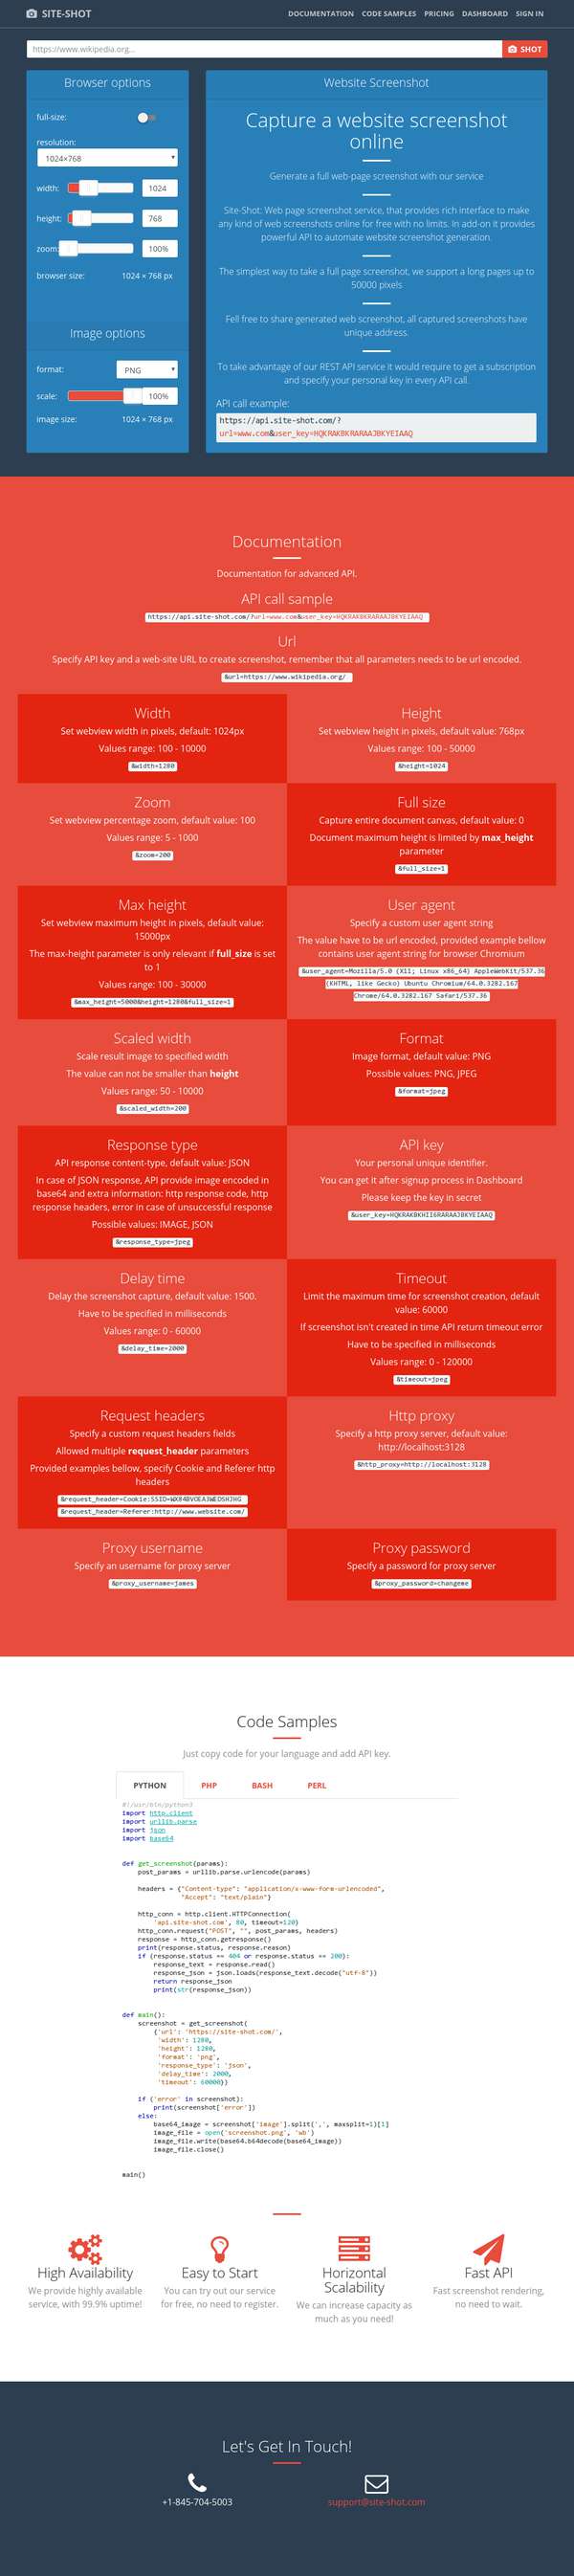 SITE-SHOT
DOCUMENTATION CODE SAMPLES PRICING DASHBOARD SIGN IN
https://www.wikipedia.org...
SHOT
Browser options
full-size:
resolution:
1024×768
width: 1024
height: 768
zoom: 100%
browser size: 1024 × 768 px
Image options
format: PNG
scale: 100%
image size: 1024 × 768 px
Website Screenshot
Capture a website screenshot
online
Generate a full web-page screenshot with our service
Site-Shot: Web page screenshot service, that provides rich interface to make
any kind of web screenshots online for free with no limits. In add-on it provides
powerful API to automate website screenshot generation.
The simplest way to take a full page screenshot, we support a long pages up to
50000 pixels
Fell free to share generated web screenshot, all captured screenshots have
unique address.
To take advantage of our REST API service it would require to get a subscription
and specify your personal key in every API call.
API call example:
https://api.site-shot.com/?
url=www.com&user_key=HQKRAKBKRARAAJBKYEIAAQ
Documentation
Documentation for advanced API.
API call sample
https://api.site-shot.com/?url=www.com&user_key=HQKRAKBKRARAAJBKYEIAAQ
Url
Specify API key and a web-site URL to create screenshot, remember that all parameters needs to be url encoded.
&url=https://www.wikipedia.org/
Width
Set webview width in pixels, default: 1024px
Values range: 100 - 10000
&width=1280
Height
Set webview height in pixels, default value: 768px
Values range: 100 - 50000
&height=1024
Zoom
Set webview percentage zoom, default value: 100
Values range: 5 - 1000
&zoom=200
Full size
Capture entire document canvas, default value: 0
Document maximum height is limited by max_height
parameter
&full_size=1
Max height
Set webview maximum height in pixels, default value:
15000px
The max-height parameter is only relevant if full_size is set
to 1
Values range: 100 - 30000
&max_height=5000&height=1280&full_size=1
User agent
Specify a custom user agent string
The value have to be url encoded, provided example bellow
contains user agent string for browser Chromium
&user_agent=Mozilla/5.0 (X11; Linux x86_64) AppleWebKit/537.36
(KHTML, like Gecko) Ubuntu Chromium/64.0.3282.167
Chrome/64.0.3282.167 Safari/537.36
Scaled width
Scale result image to specified width
The value can not be smaller than height
Values range: 50 - 10000
&scaled_width=200
Format
Image format, default value: PNG
Possible values: PNG, JPEG
&format=jpeg
Response type
API response content-type, default value: JSON
In case of JSON response, API provide image encoded in
base64 and extra information: http response code, http
response headers, error in case of unsuccessful response
Possible values: IMAGE, JSON
&response_type=jpeg
API key
Your personal unique identifier.
You can get it after signup process in Dashboard
Please keep the key in secret
&user_key=HQKRAKBKHII6RARAAJBKYEIAAQ
Delay time
Delay the screenshot capture, default value: 1500.
Have to be specified in milliseconds
Values range: 0 - 60000
&delay_time=2000
Timeout
Limit the maximum time for screenshot creation, default
value: 60000
If screenshot isn't created in time API return timeout error
Have to be specified in milliseconds
Values range: 0 - 120000
&timeout=jpeg
Request headers
Specify a custom request headers fields
Allowed multiple request_header parameters
Provided examples bellow, specify Cookie and Referer http
headers
&request_header=Referer:http://www.website.com/
Http proxy
Specify a http proxy server, default value:
http://localhost:3128
&http_proxy=http://localhost:3128
Proxy username
Specify an username for proxy server
&proxy_username=james
Proxy password
Specify a password for proxy server
&proxy_password=changeme
Code Samples
Just copy code for your language and add API key.
PYTHON PHP BASH PERL
#!/usr/bin/python3
import http.client
import urllib.parse
import json
import base64
def get_screenshot(params):
post_params = urllib.parse.urlencode(params)
headers = {"Content-type": "application/x-www-form-urlencoded",
"Accept": "text/plain"}
http_conn = http.client.HTTPConnection(
'api.site-shot.com', 80, timeout=120)
http_conn.request("POST", "", post_params, headers)
response = http_conn.getresponse()
print(response.status, response.reason)
if (response.status == 404 or response.status == 200):
response_text = response.read()
response_json = json.loads(response_text.decode("utf-8"))
return response_json
print(str(response_json))
def main():
screenshot = get_screenshot(
{'url': 'https://site-shot.com/',
'width': 1280,
'height': 1280,
'format': 'png',
'response_type': 'json',
'delay_time': 2000,
'timeout': 60000})
if ('error' in screenshot):
print(screenshot['error'])
else:
base64_image = screenshot['image'].split(',', maxsplit=1)[1]
image_file = open('screenshot.png', 'wb')
image_file.write(base64.b64decode(base64_image))
image_file.close()
main()
High Availability
We provide highly available
service, with 99.9% uptime!
Easy to Start
You can try out our service
for free, no need to register.
Horizontal
Scalability
We can increase capacity as
much as you need!
Fast API
Fast screenshot rendering,
no need to wait.
Let's Get In Touch!
+1-845-704-5003
support@site-shot.com